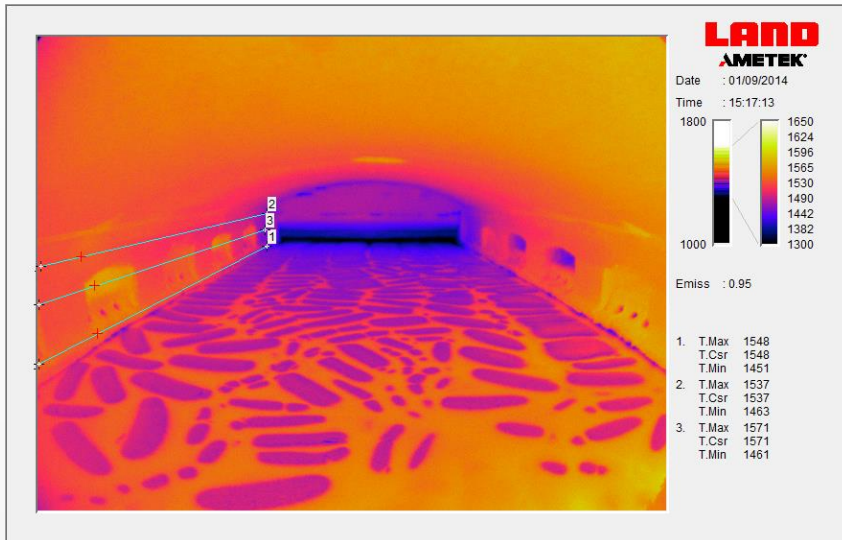 LAND
AMETEK®
Date : 01/09/2014
Time : 15:17:13
1800 1650
1624
1596
1565
1530
1490
1442
1382
1000 1300
Emiss : 0.95
2
3
1
1. T.Max 1548
T.Csr 1548
T.Min 1451
2. T.Max 1537
T.Csr 1537
T.Min 1463
3. T.Max 1571
T.Csr 1571
T.Min 1461